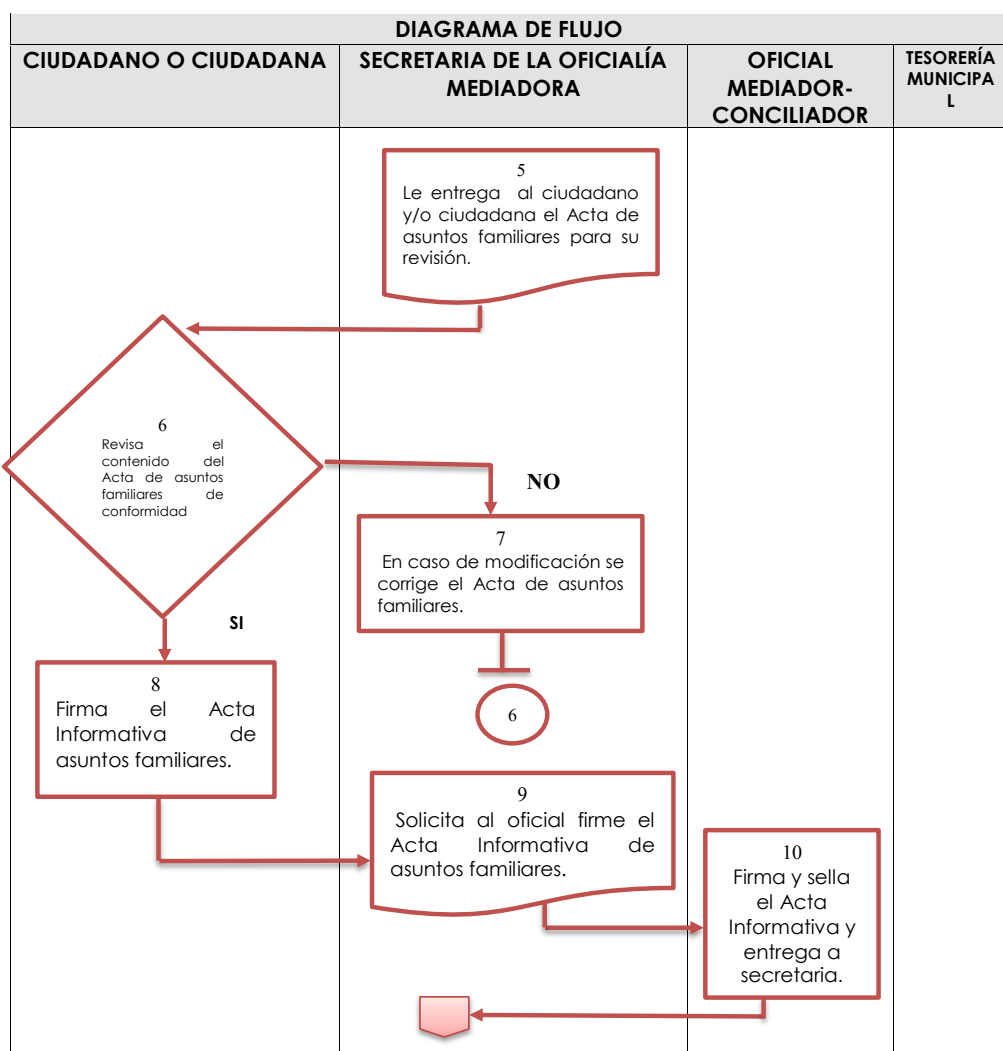 DIAGRAMA DE FLUJO
CIUDADANO O CIUDADANA
SECRETARIA DE LA OFICIALÍA
MEDIADORA
OFICIAL
MEDIADOR-
CONCILIADOR
TESORERÍA
MUNICIPA
L
5
Le entrega al ciudadano
y/o ciudadana el Acta de
asuntos familiares para su
revisión.
6
Revisa el
contenido del
Acta de asuntos
familiares de
conformidad
NO
7
En caso de modificación se
corrige el Acta de asuntos
familiares.
SI
8
Firma el Acta
Informativa de
asuntos familiares.
6
9
Solicita al oficial firme el
Acta Informativa de
asuntos familiares.
10
Firma y sella
el Acta
Informativa y
entrega a
secretaria.